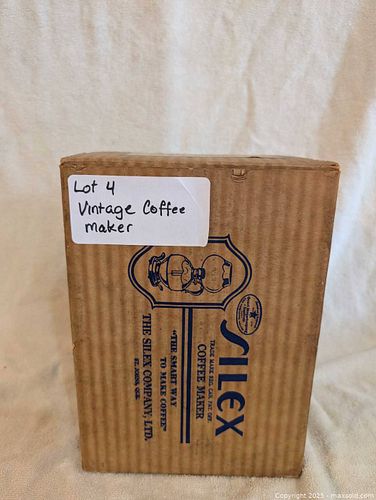 Lot 4
Vintage Coffee
maker
SILEX
TRADE MARK REG. CAN. PAT. OFF.
COFFEE MAKER
"THE SMART WAY
TO MAKE COFFEE"
THE SILEX COMPANY, LTD.
ST. JOHNS, QUE.
Copyright 2025 - maxsold.com